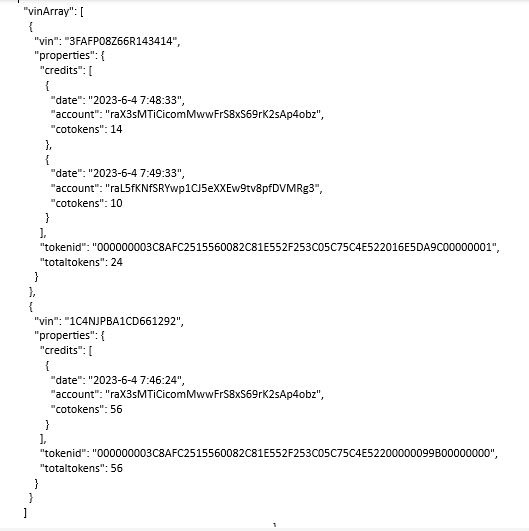 "vinArray": [
{
"vin": "3FAFP08Z66R143414",
"properties": {
"credits": [
{
"date": "2023-6-4 7:48:33",
"account": "raX3sMTiCicomMwwFrS8xS69rK2sAp4obz",
"cotokens": 14
},
{
"date": "2023-6-4 7:49:33",
"account": "raL5fKNfSRYwp1CJ5eXXEw9tv8pfDVMRg3",
"cotokens": 10
}
],
"tokenid": "000000003C8AFC2515560082C81E552F253C05C75C4E522016E5DA9C00000001",
"totaltokens": 24
}
},
{
"vin": "1C4NJPBA1CD661292",
"properties": {
"credits": [
{
"date": "2023-6-4 7:46:24",
"account": "raX3sMTiCicomMwwFrS8xS69rK2sAp4obz",
"cotokens": 56
}
],
"tokenid": "000000003C8AFC2515560082C81E552F253C05C75C4E52200000099B00000000",
"totaltokens": 56
}
}
]